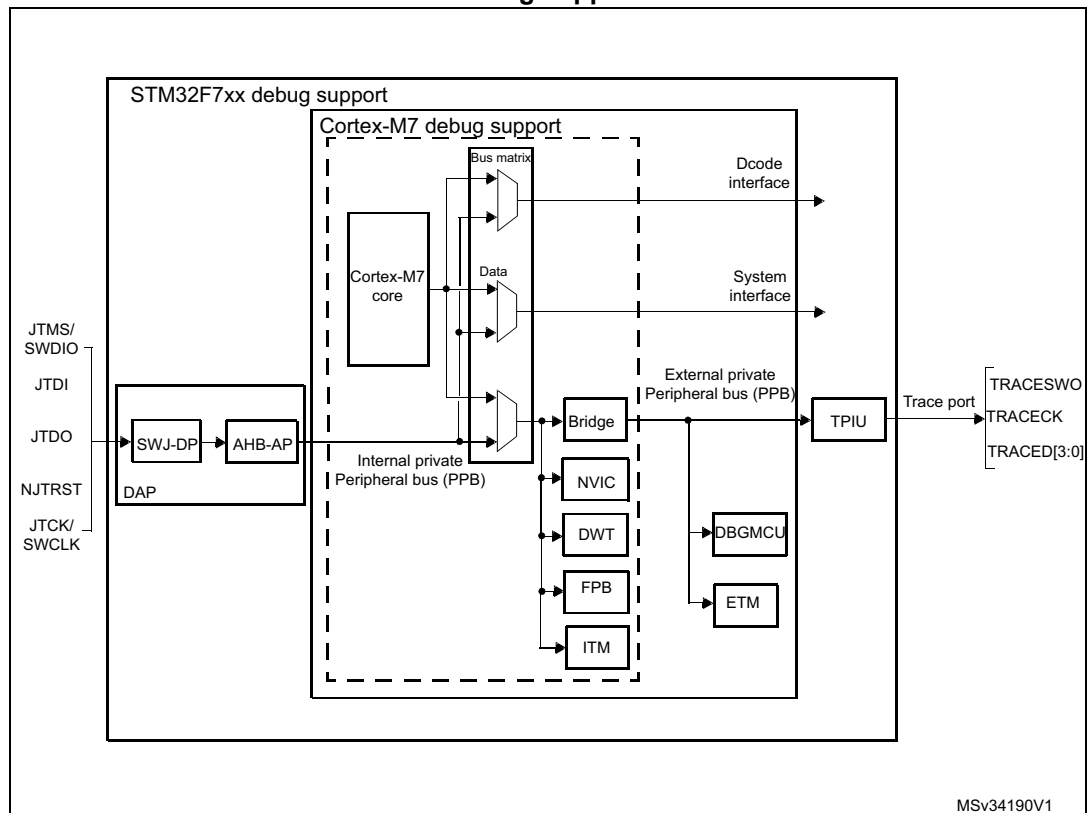 STM32F7xx debug support
Cortex-M7 debug support
Bus matrix
Dcode
interface
Cortex-M7
core
Data
System
interface
JTMS/
SWDIO
JTDI
JTDO
NJTRST
JTCK/
SWCLK
SWJ-DP
AHB-AP
DAP
Internal private
Peripheral bus (PPB)
External private
Peripheral bus (PPB)
Bridge
NVIC
DWT
FPB
ITM
DBGMCU
ETM
TPIU
Trace port
TRACESWO
TRACECK
TRACED[3:0]
MSv34190V1